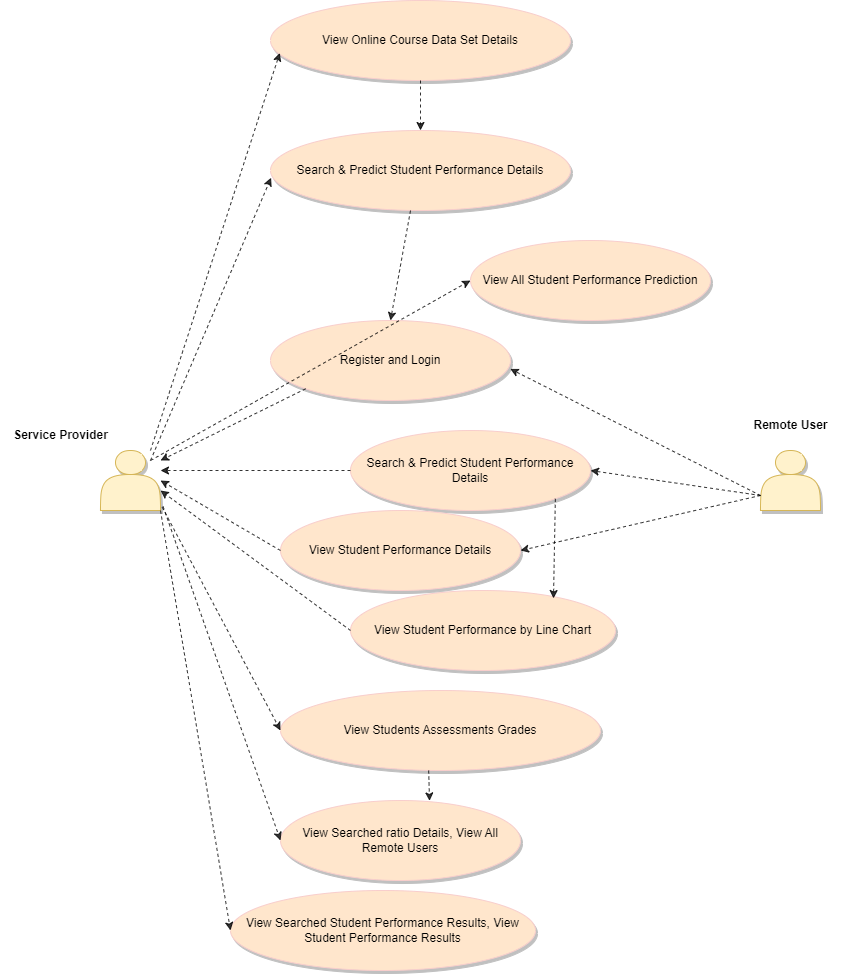 View Online Course Data Set Details
Search & Predict Student Performance Details
View All Student Performance Prediction
Register and Login
Service Provider
Remote User
Search & Predict Student Performance
Details
View Student Performance Details
View Student Performance by Line Chart
View Students Assessments Grades
View Searched ratio Details, View All
Remote Users
View Searched Student Performance Results, View
Student Performance Results